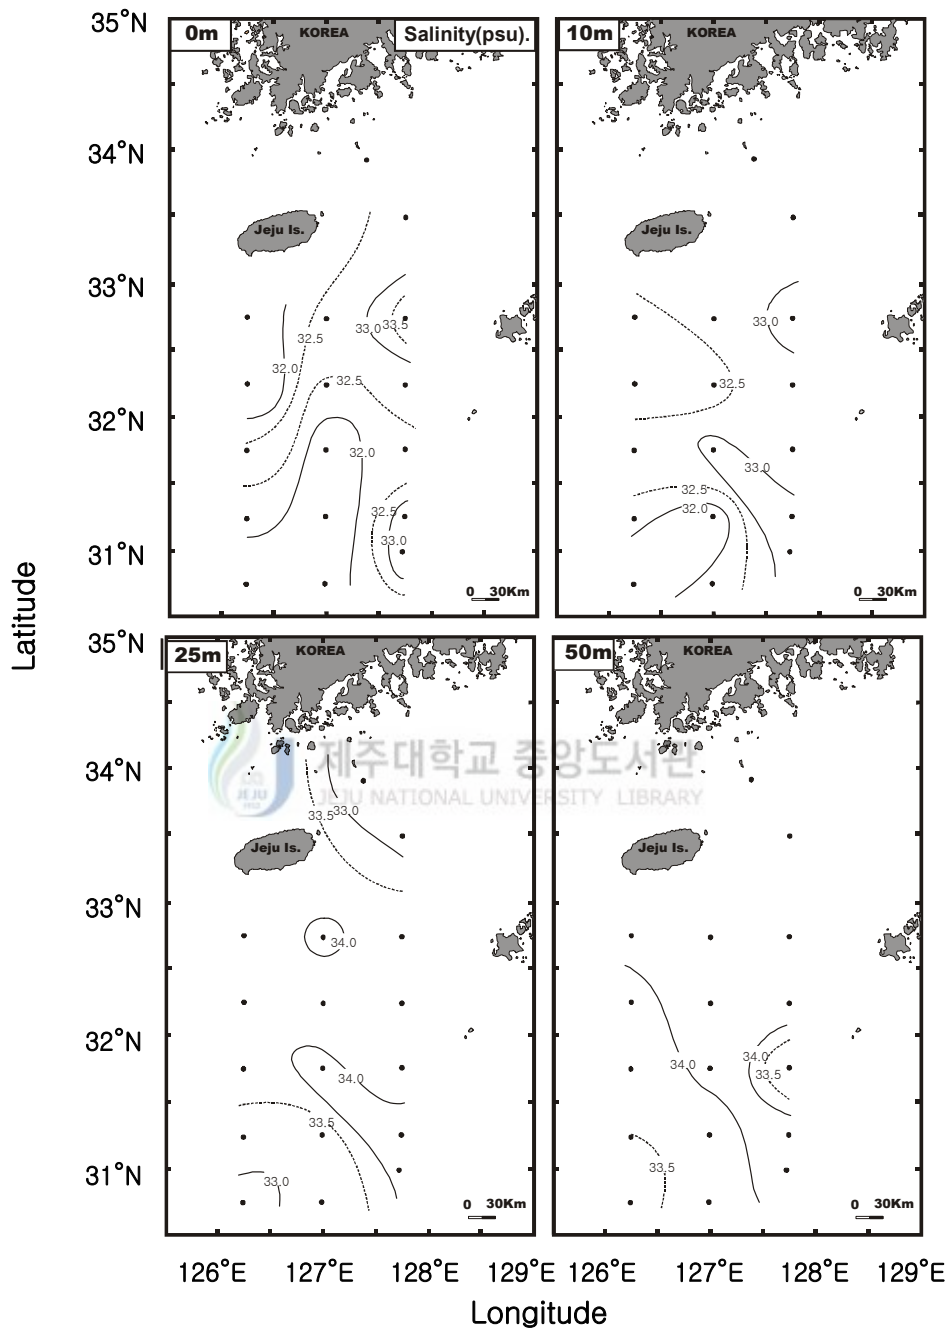 35°N
0m
KOREA
Salinity(psu).
10m
KOREA
34°N
Jeju Is.
Jeju Is.
33°N
33.0
33.5
33.0
32.5
32.0
32.5
32.5
32°N
32.0
33.0
32.5
32.5
32.0
33.0
31°N
0 30Km
0 30Km
Latitude
35°N
25m
KOREA
50m
KOREA
제주대학교 중앙도서관
34°N
JEJU
1952
JEJU NATIONAL UNIVERSITY LIBRARY
33.5
33.0
Jeju Is.
Jeju Is.
33°N
34.0
32°N
34.0
34.0
34.0
33.5
33.5
33.0
33.5
31°N
0 30Km
0 30Km
126°E
127°E
128°E
129°E
126°E
127°E
128°E
129°E
Longitude